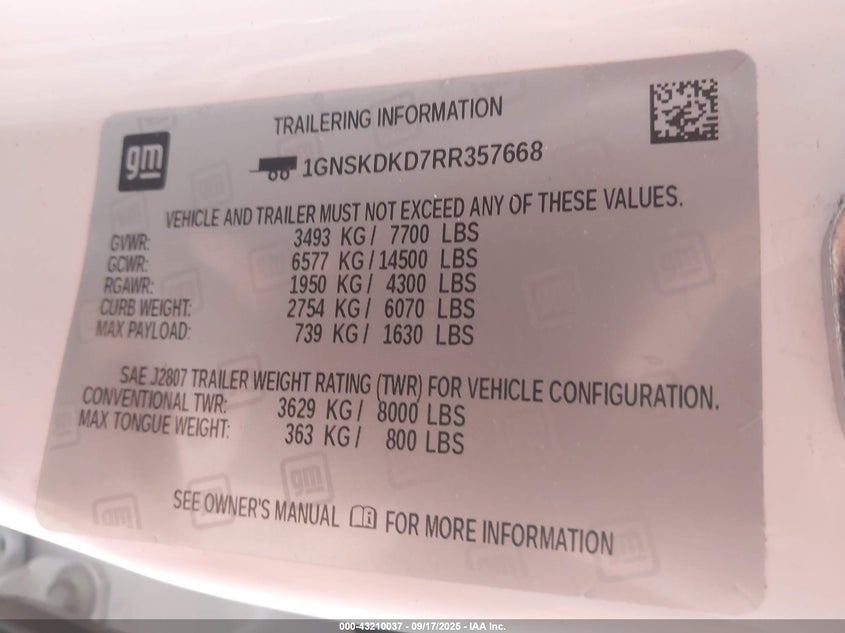 TRAILERING INFORMATION
gm
1GNSKDKD7RR357668
VEHICLE AND TRAILER MUST NOT EXCEED ANY OF THESE VALUES.
GVWR: 3493 KG / 7700 LBS
GCWR: 6577 KG /14500 LBS
RGAWR: 1950 KG / 4300 LBS
CURB WEIGHT: 2754 KG / 6070 LBS
MAX PAYLOAD: 739 KG / 1630 LBS
SAE J2807 TRAILER WEIGHT RATING (TWR) FOR VEHICLE CONFIGURATION.
CONVENTIONAL TWR: 3629 KG / 8000 LBS
MAX TONGUE WEIGHT: 363 KG / 800 LBS
SEE OWNER'S MANUAL FOR MORE INFORMATION
000-43210037 - 09/17/2025 - IAA Inc.